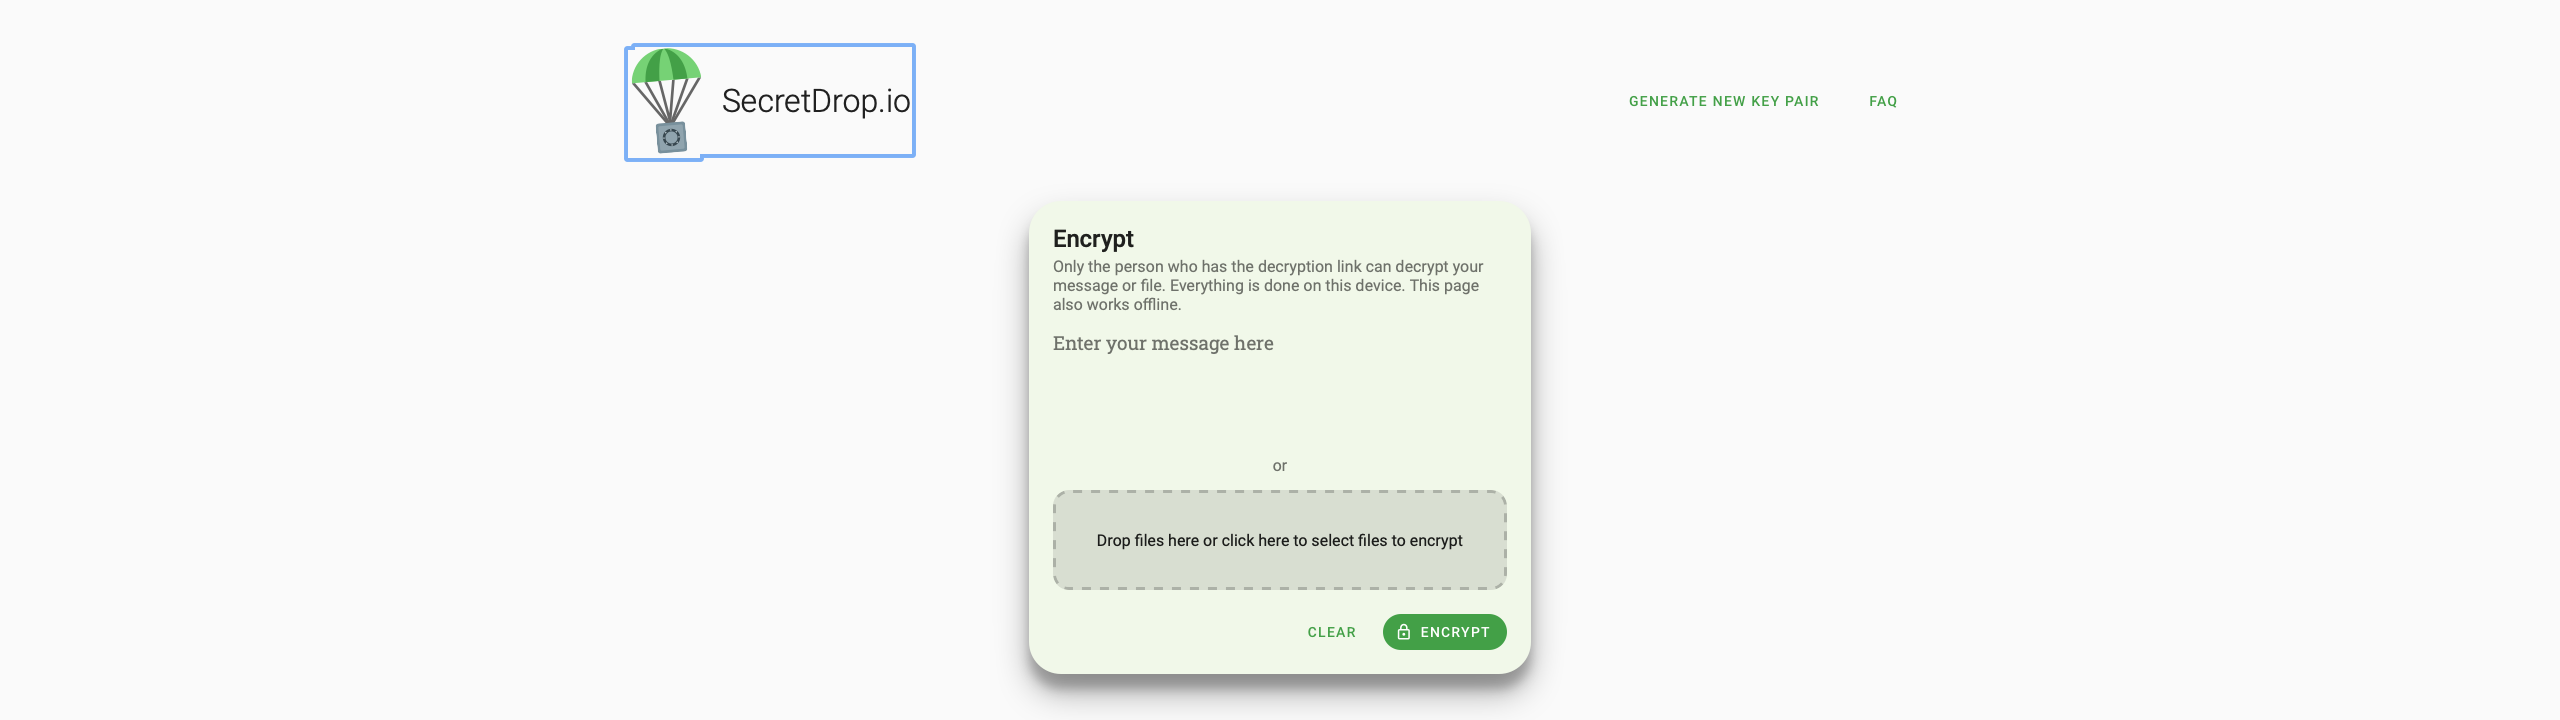 SecretDrop.io
GENERATE NEW KEY PAIR
FAQ
Encrypt
Only the person who has the decryption link can decrypt your
message or file. Everything is done on this device. This page
also works offline.
Enter your message here
or
Drop files here or click here to select files to encrypt
CLEAR
ENCRYPT